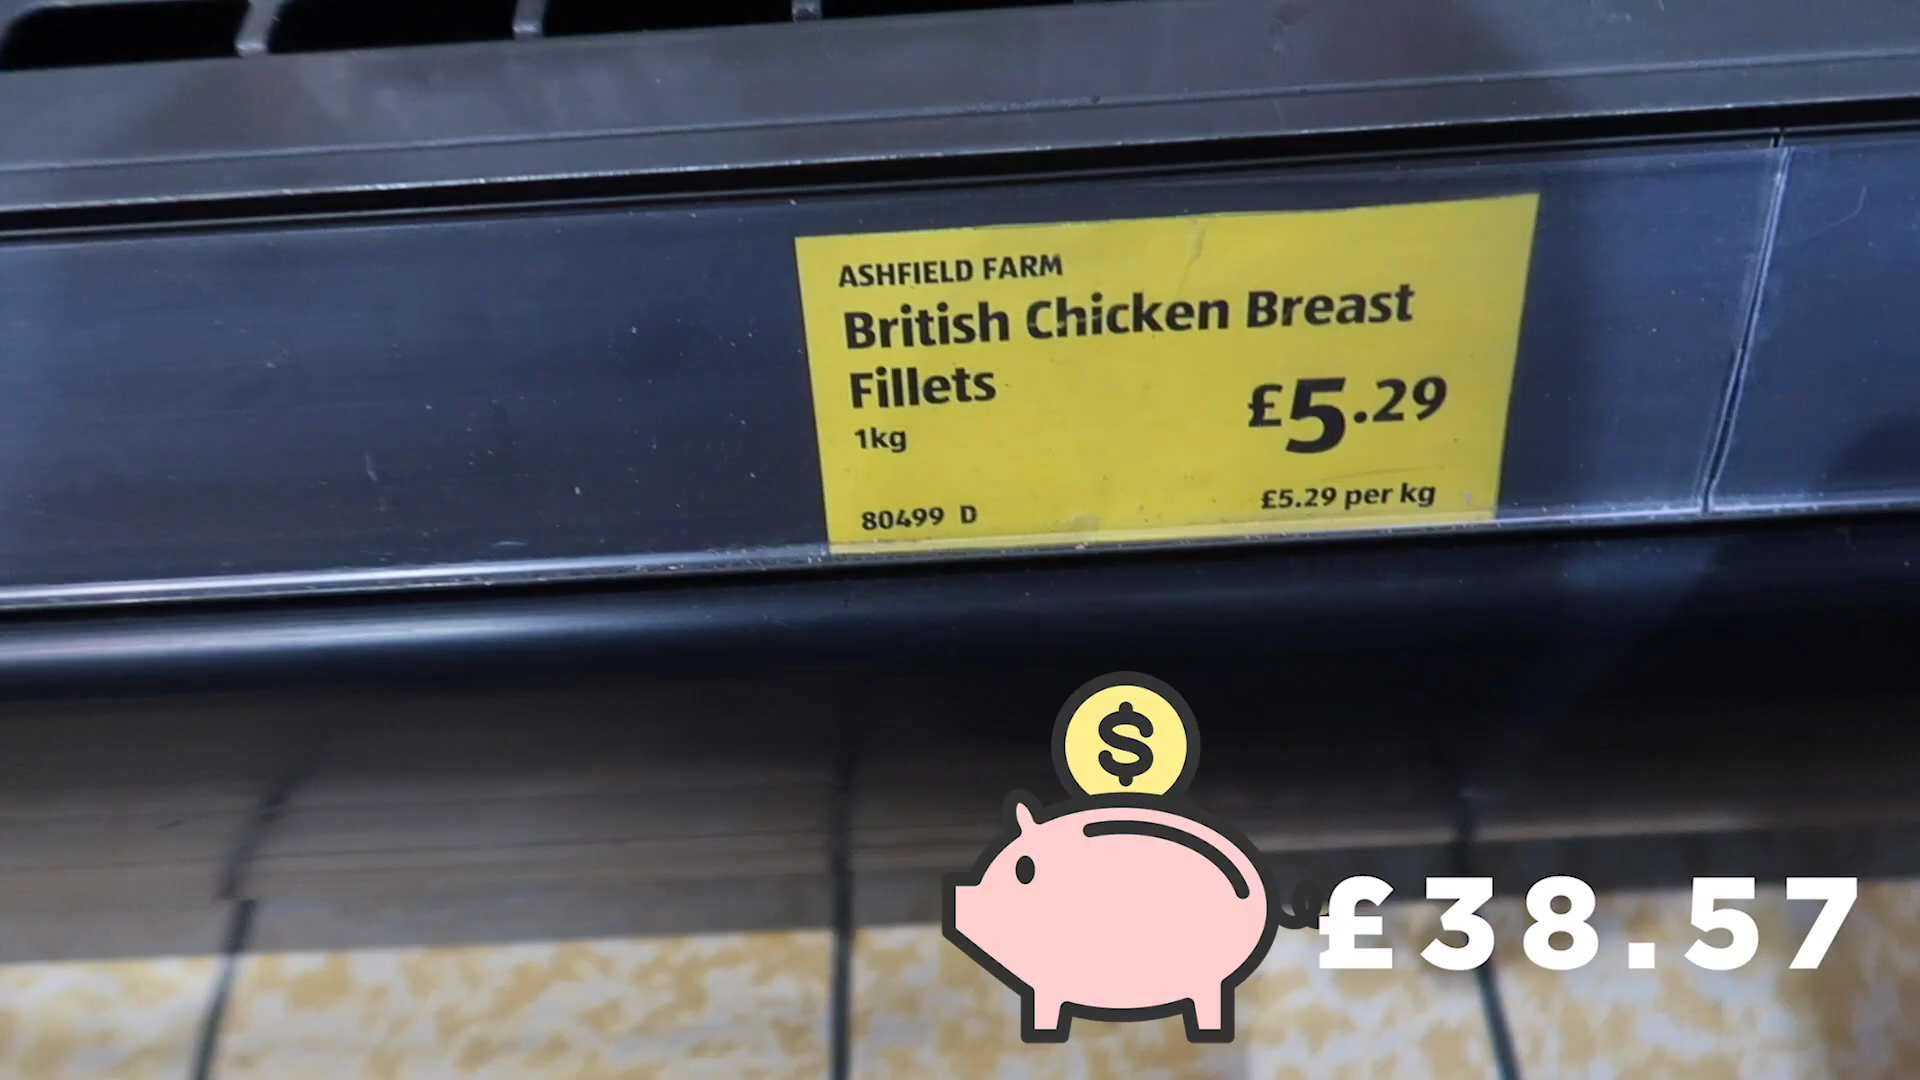 ASHFIELD FARM
British Chicken Breast
Fillets
£5.29
1kg
80499 D
£5.29 per kg
$
£38.57